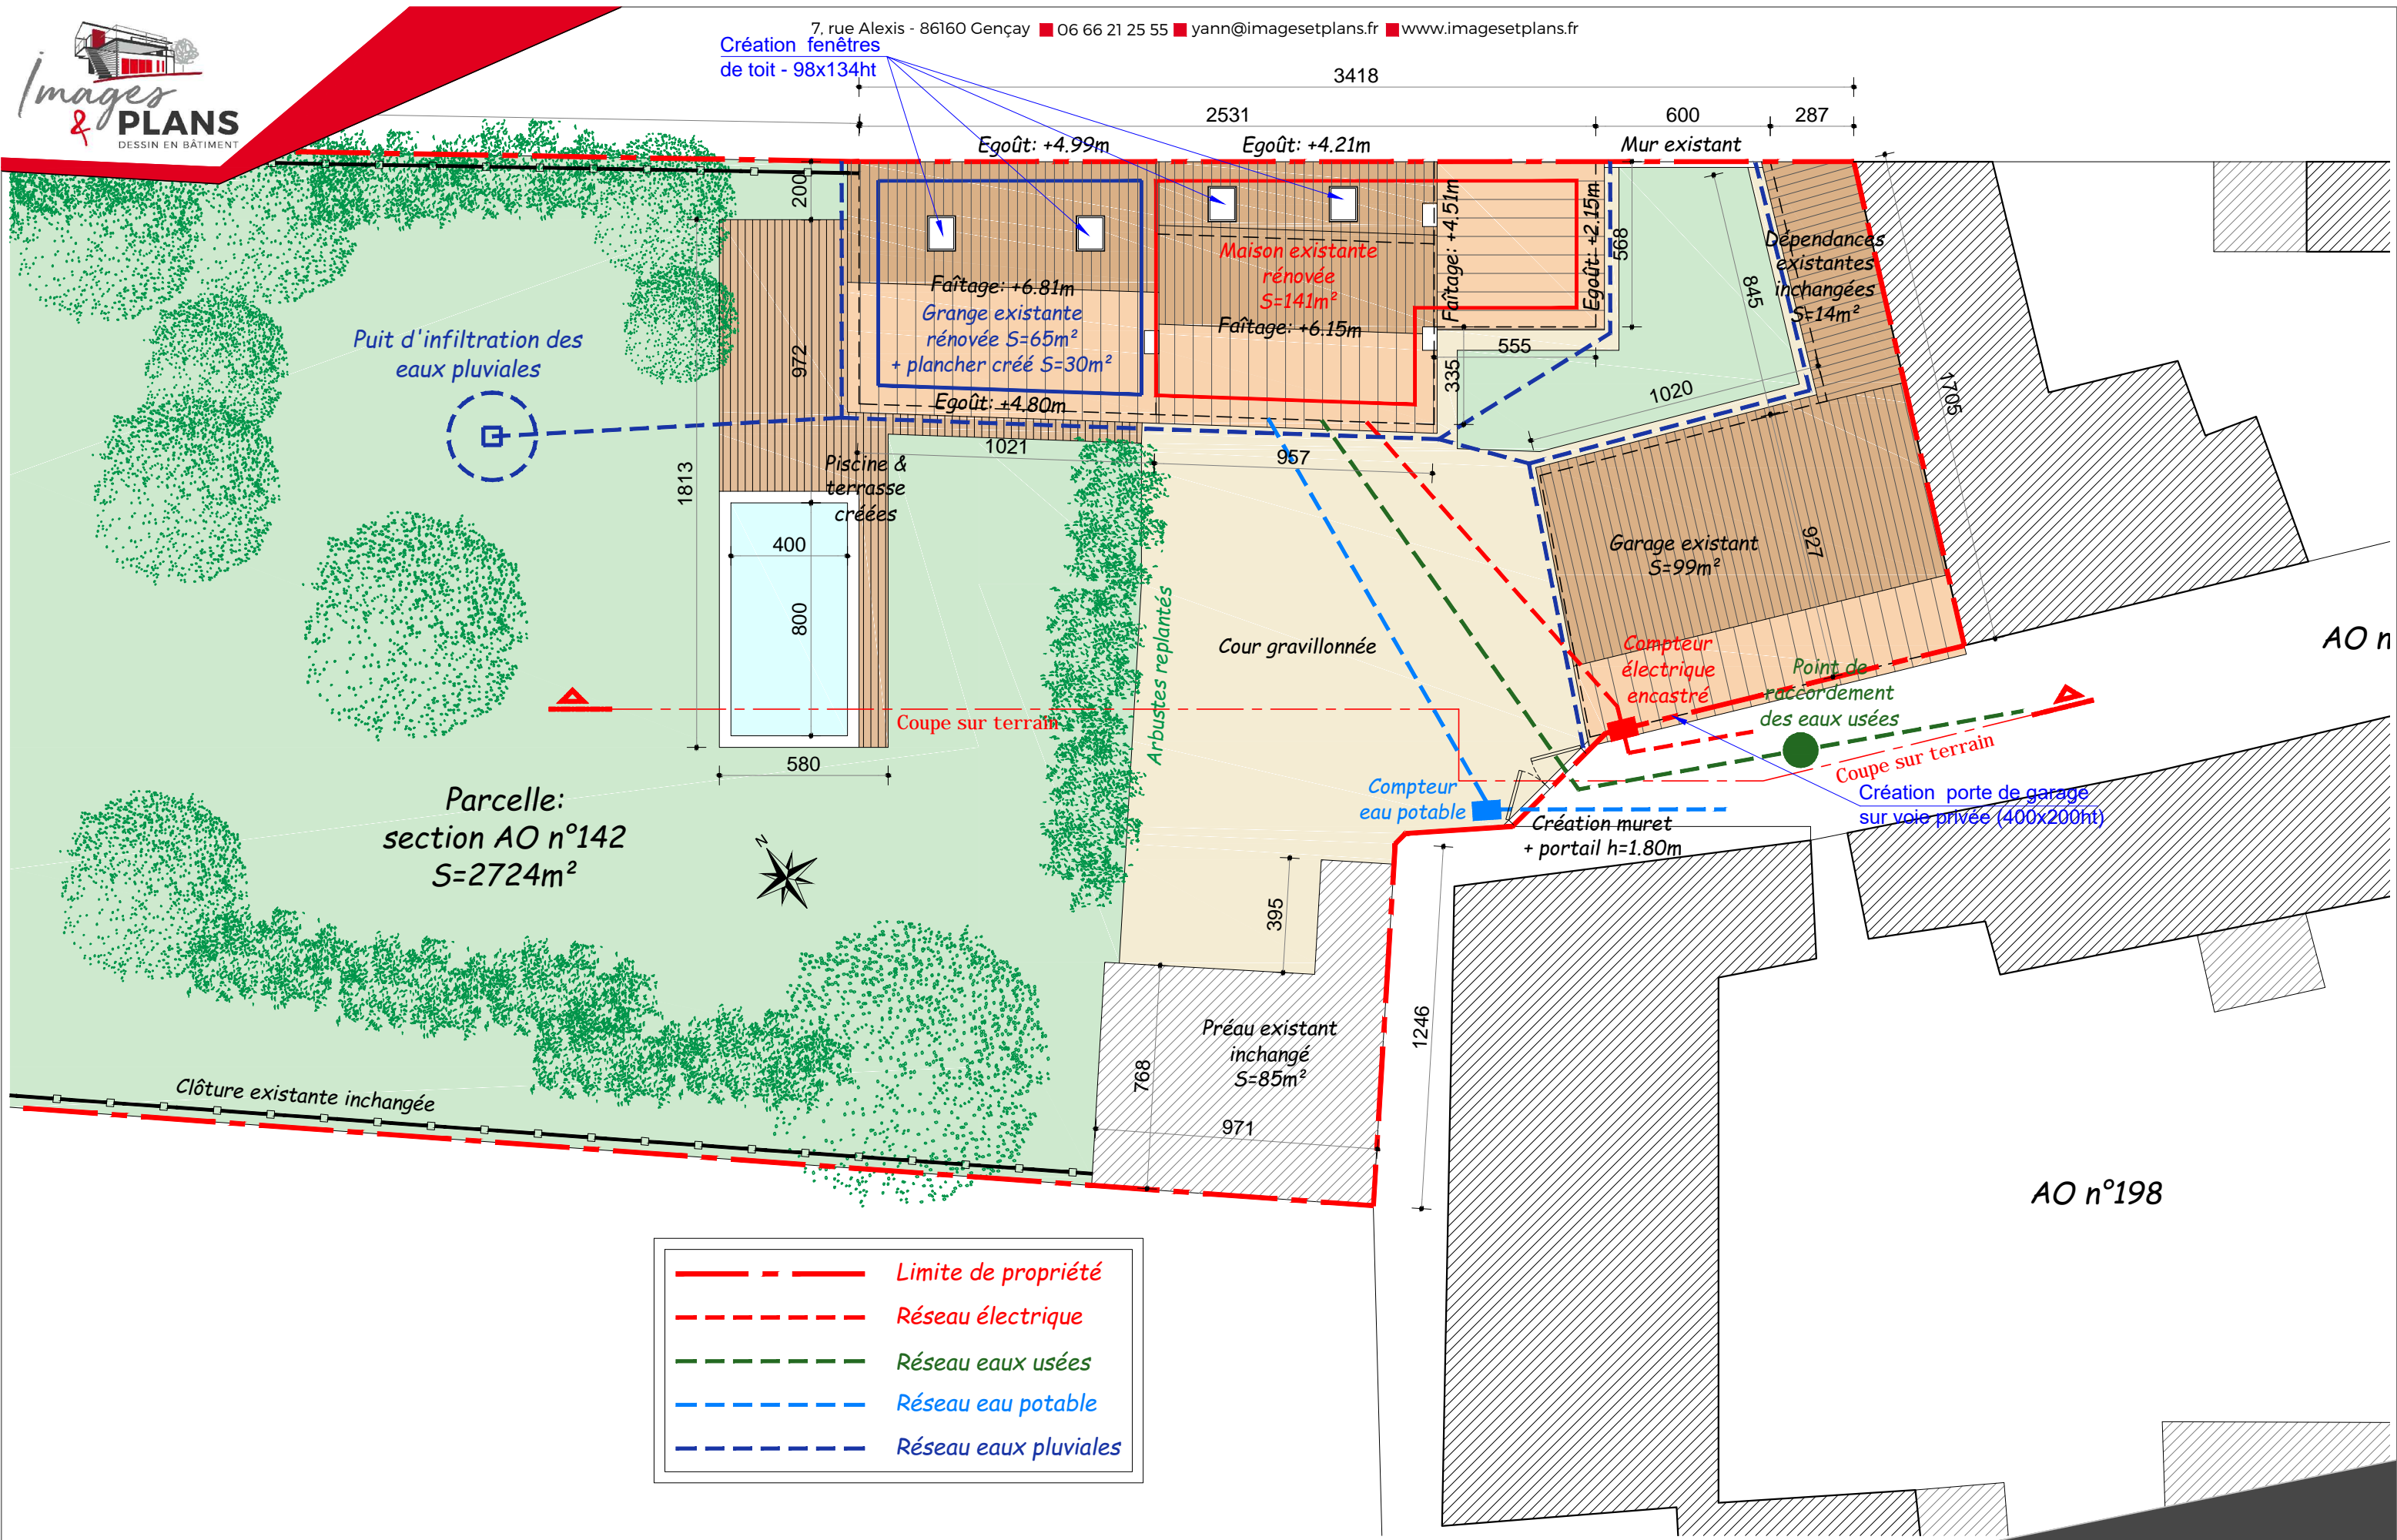 Images
& PLANS
DESSIN EN BÂTIMENT
7, rue Alexis - 86160 Gençay 06 66 21 25 55 yann@imagesetplans.fr www.imagesetplans.fr
Création fenêtres
de toit - 98x134ht
3418
2531
600
287
Egoût: +4.99m
Egoût: +4.21m
Mur existant
200
Faîtage: +4.51m
Egoût: +2.15m
568
Maison existante
rénovée
S=141m²
Faîtage: +6.15m
Faîtage: +6.81m
Grange existante
rénovée S=65m²
+ plancher créé S=30m²
Egoût: +4.80m
Dépendances
existantes
inchangées
S=14m²
845
555
335
1020
1705
972
Puit d'infiltration des
eaux pluviales
1813
1021
957
Piscine &
terrasse
créées
400
800
580
Garage existant
S=99m²
927
Arbustes replantés
Cour gravillonnée
Compteur
électrique
encastré
Point de
raccordement
des eaux usées
AO n
Coupe sur terrain
Coupe sur terrain
Compteur
eau potable
Création porte de garage
sur voie privée (400x200ht)
Création muret
+ portail h=1.80m
Parcelle:
section AO n°142
S=2724m²
N
395
1246
Préau existant
inchangé
S=85m²
768
971
Clôture existante inchangée
AO n°198
Limite de propriété
Réseau électrique
Réseau eaux usées
Réseau eau potable
Réseau eaux pluviales